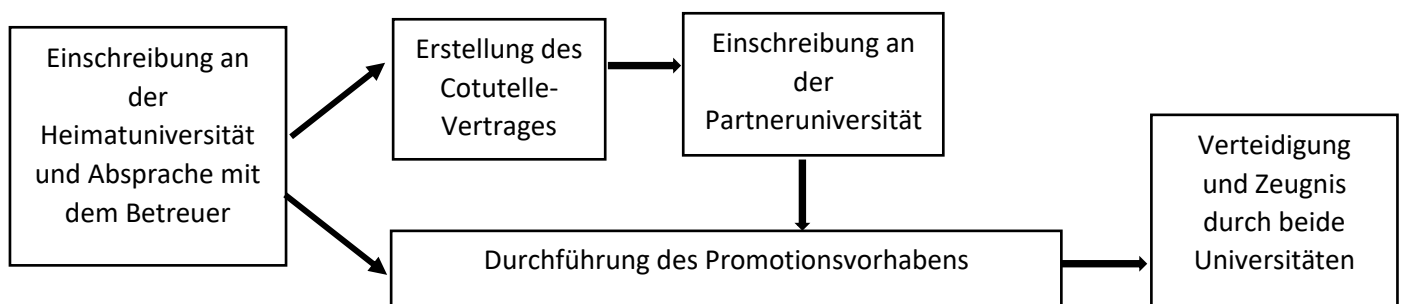 Einschreibung an
der
Heimatuniversität
und Absprache mit
dem Betreuer
Erstellung des
Cotutelle-
Vertrages
Einschreibung an
der
Partneruniversität
Durchführung des Promotionsvorhabens
Verteidigung
und Zeugnis
durch beide
Universitäten